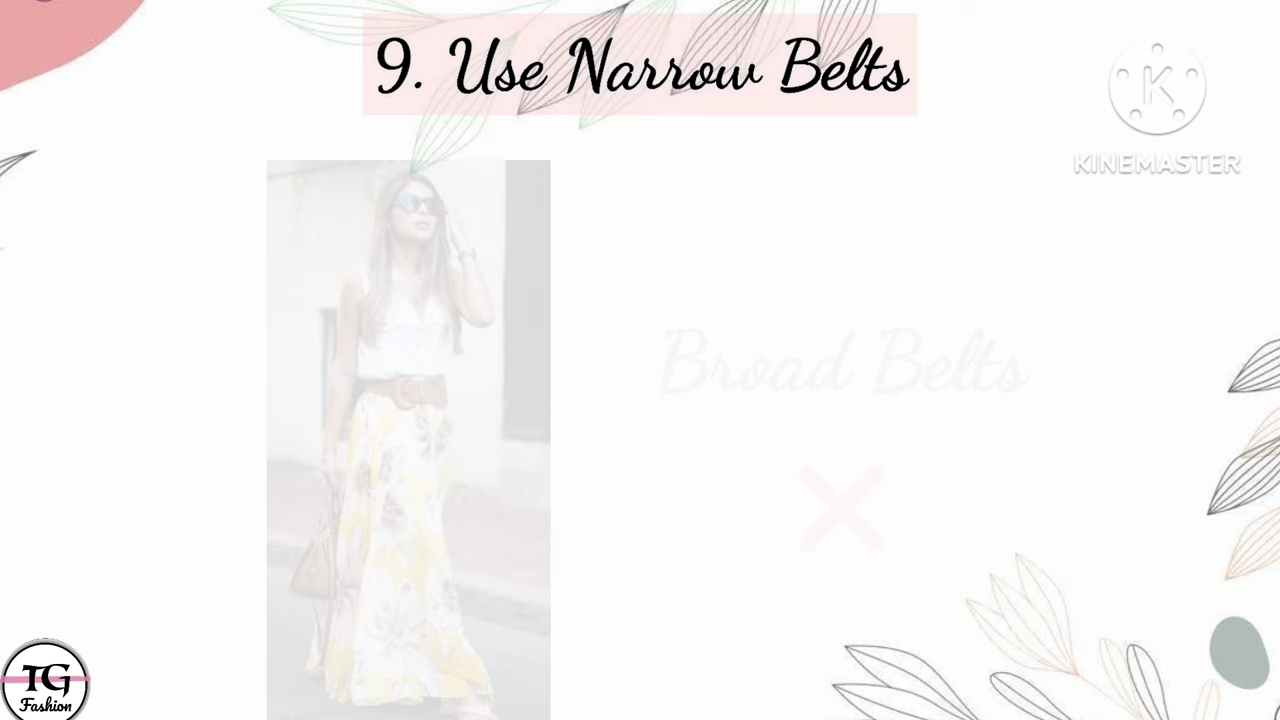 9. Use Narrow Belts
K
KINEMASTER
Broad Belts
TG
Fashion